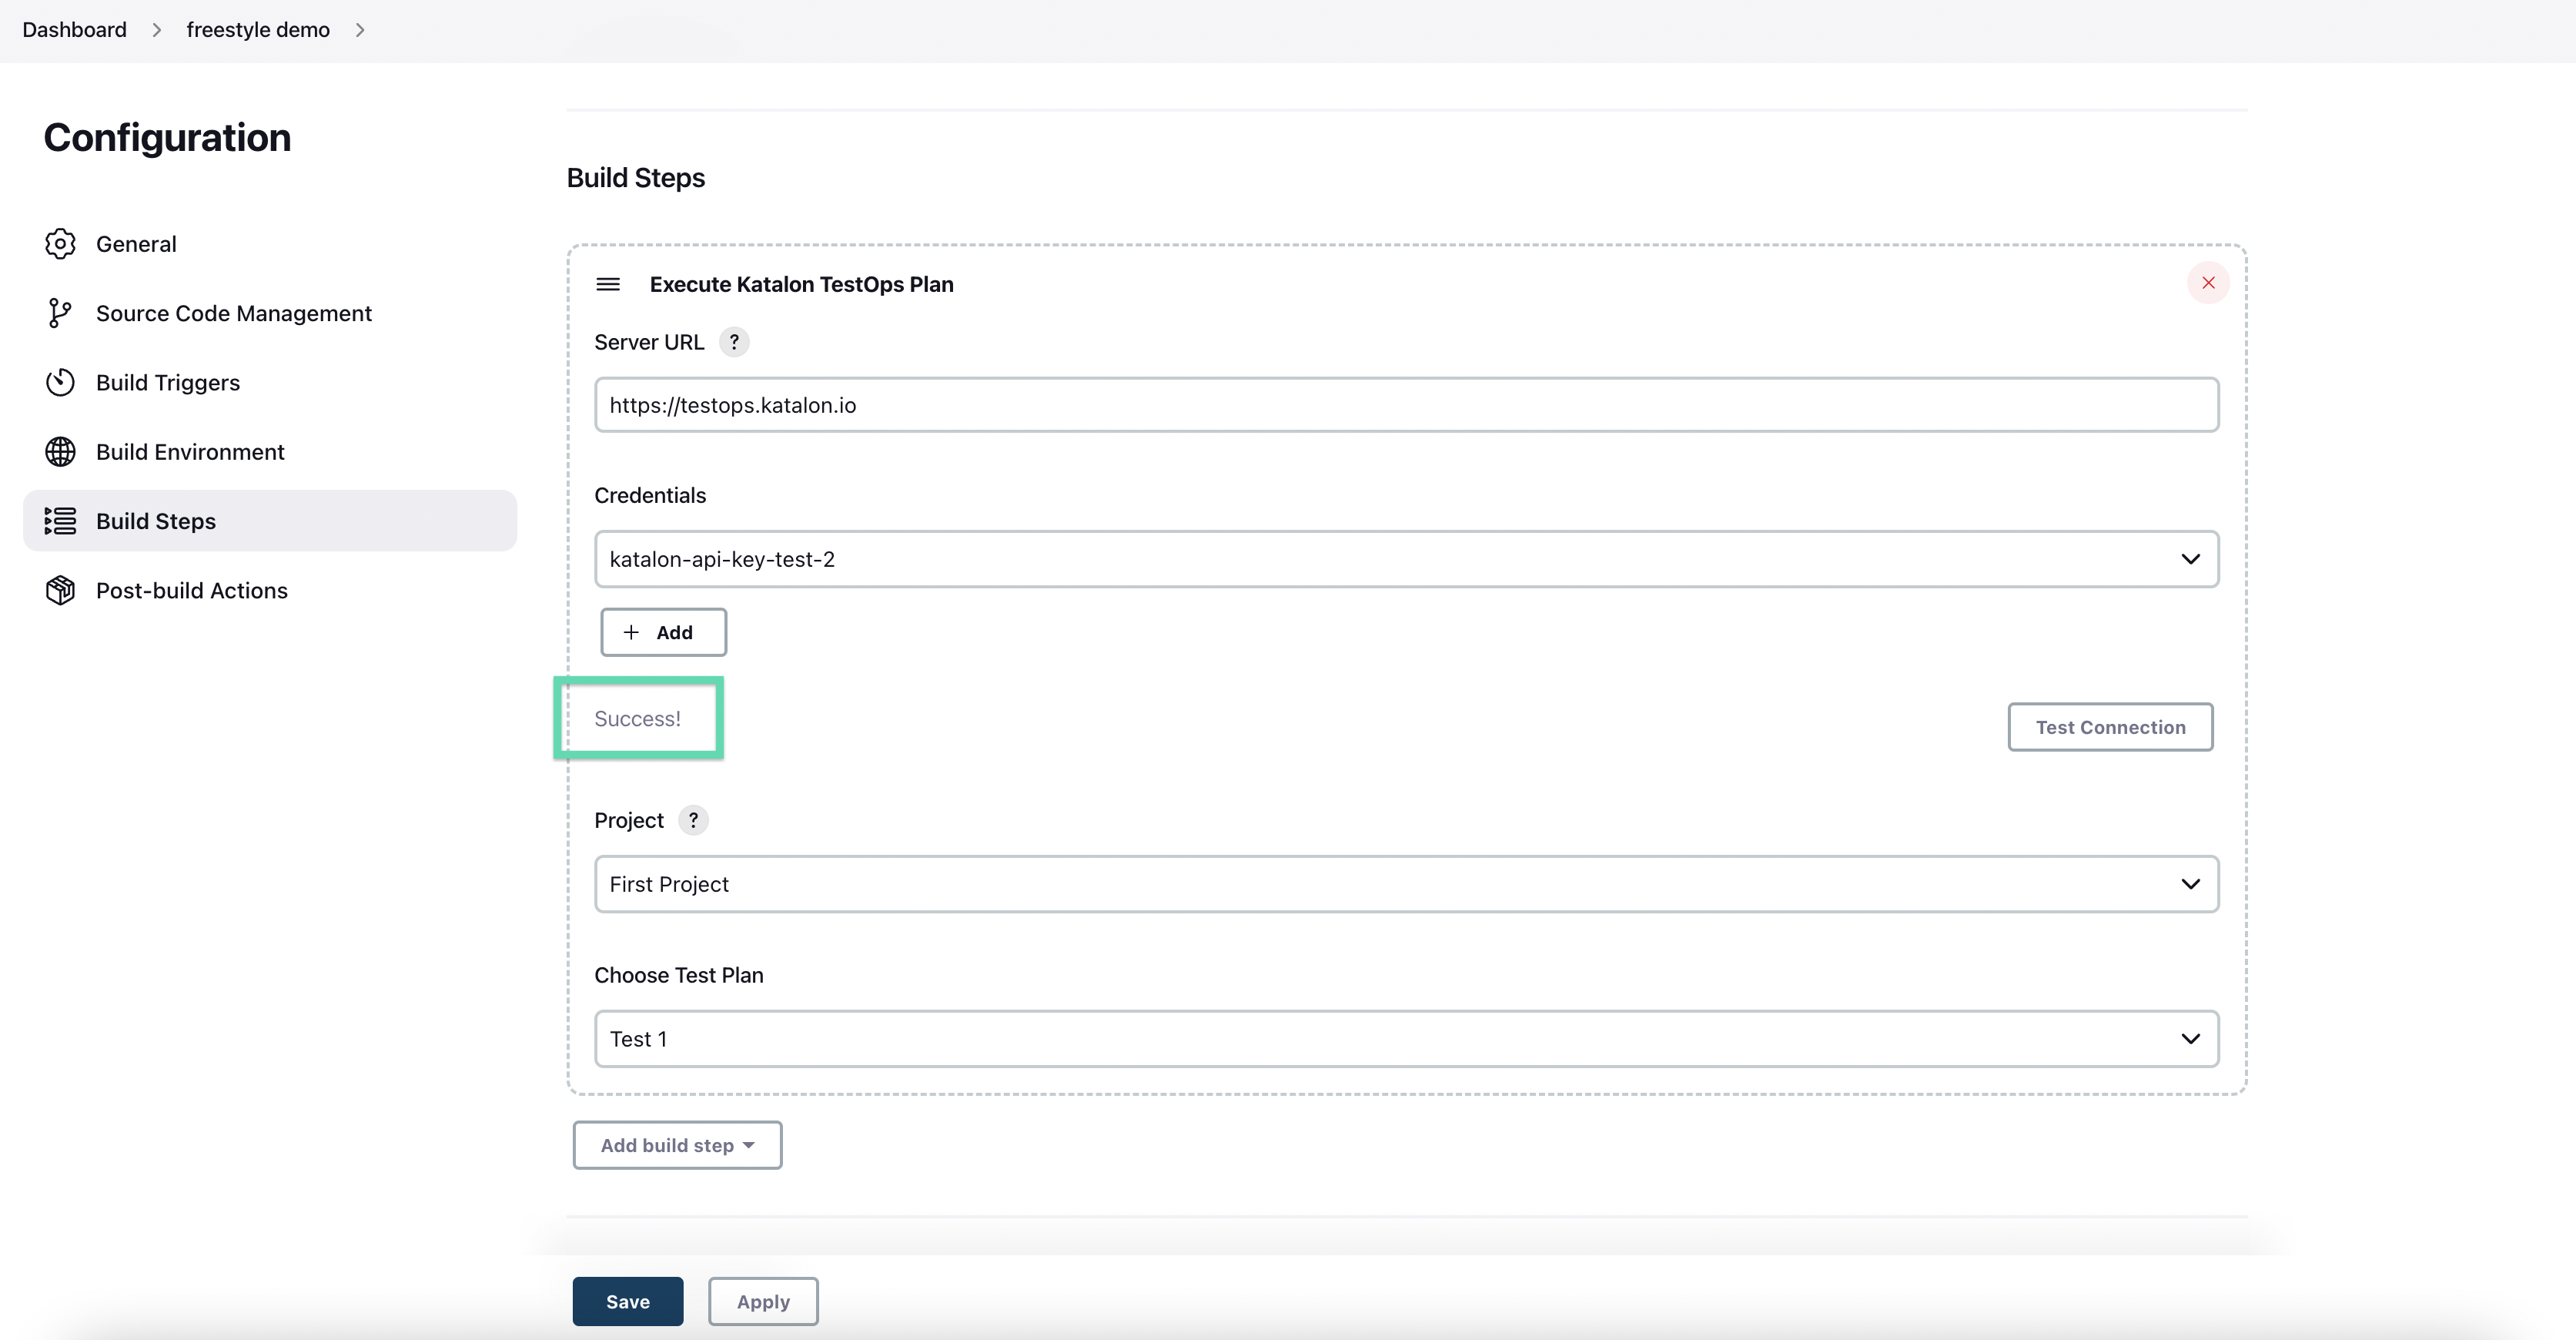 Dashboard > freestyle demo >
Configuration
General
Source Code Management
Build Triggers
Build Environment
Build Steps
Post-build Actions
Build Steps
Execute Katalon TestOps Plan
Server URL ?
https://testops.katalon.io
Credentials
katalon-api-key-test-2
+ Add
Success!
Test Connection
Project ?
First Project
Choose Test Plan
Test 1
Add build step
Save Apply